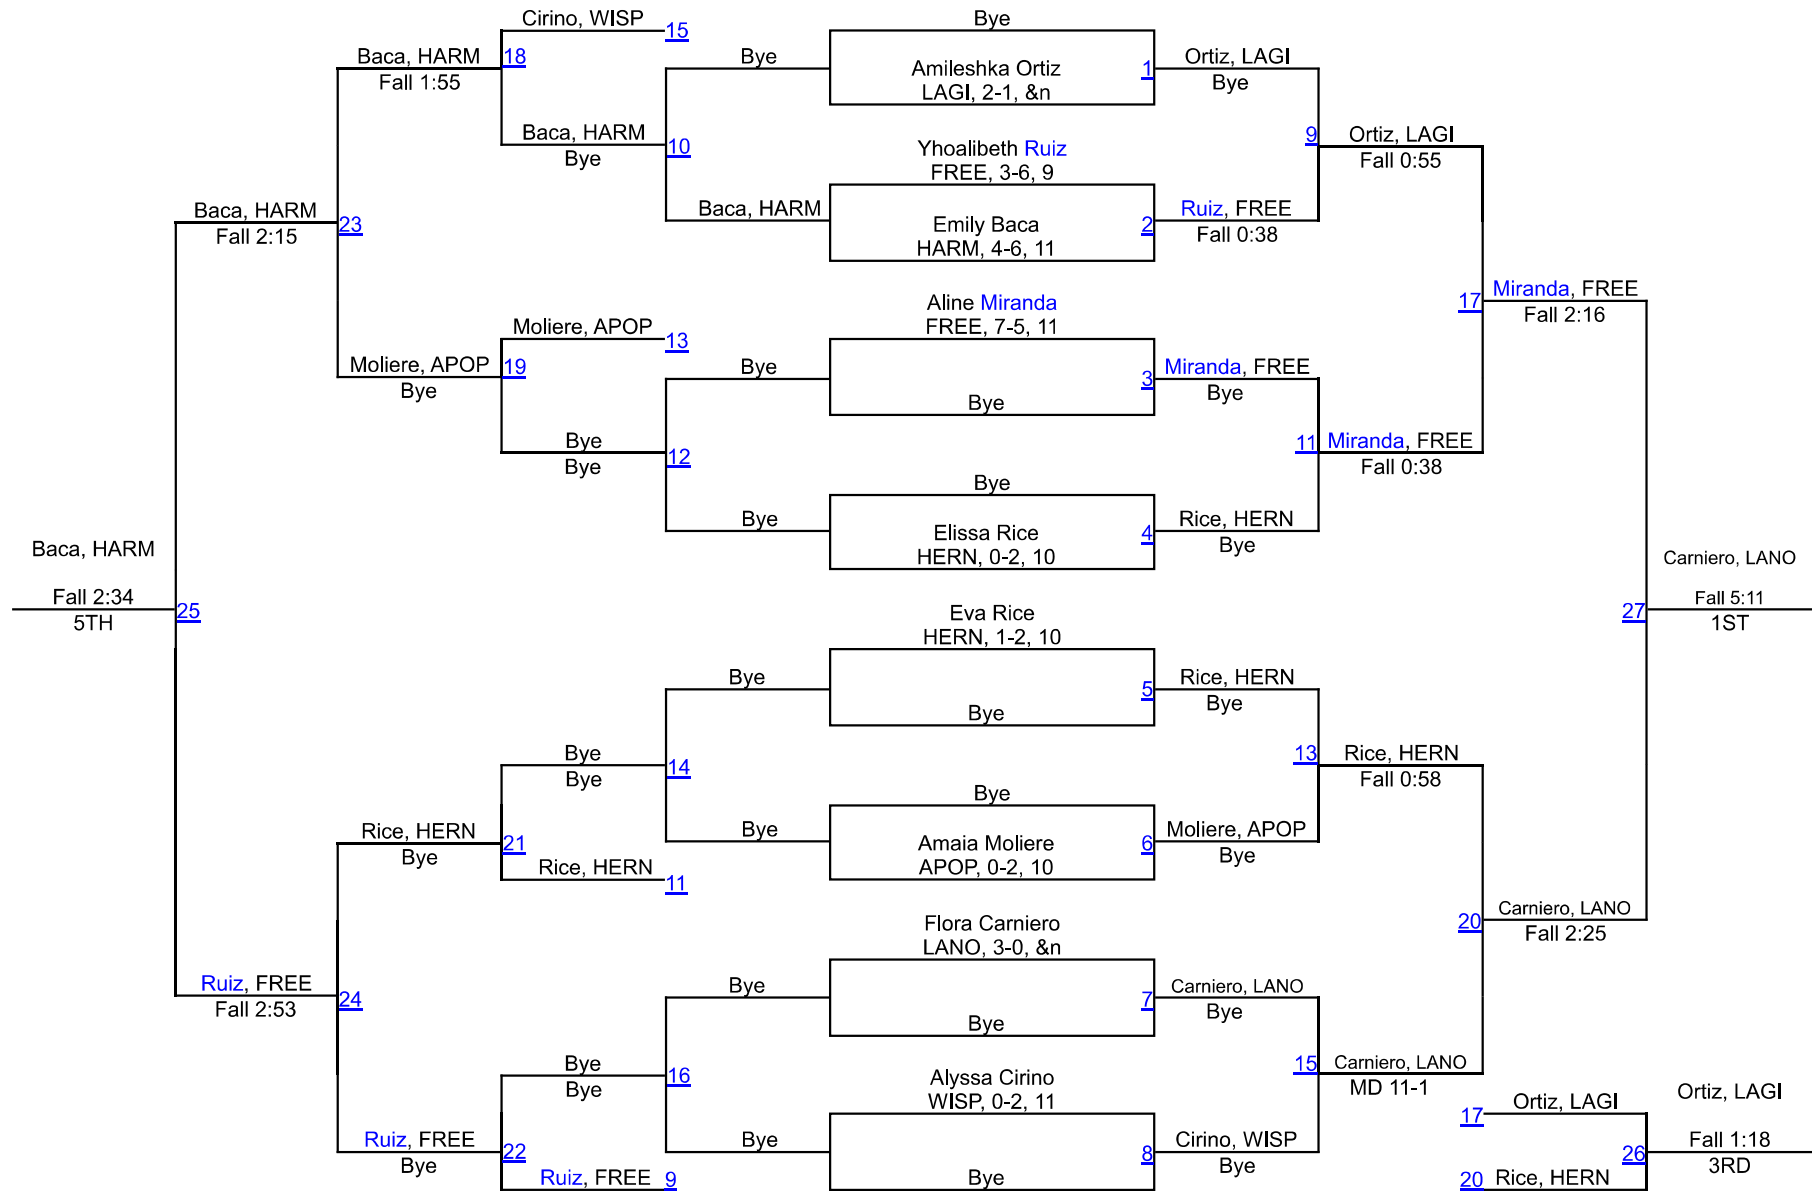 Cirino, WISP
15
Bye
Baca, HARM
18
Fall 1:55
Bye
Amileshka Ortiz
LAGI, 2-1, &n
1
Ortiz, LAGI
Bye
Baca, HARM
Bye
10
Yhoalibeth Ruiz
FREE, 3-6, 9
9
Ortiz, LAGI
Fall 0:55
Baca, HARM
Fall 2:15
23
Baca, HARM
Emily Baca
HARM, 4-6, 11
2
Ruiz, FREE
Fall 0:38
Aline Miranda
FREE, 7-5, 11
17
Miranda, FREE
Fall 2:16
Moliere, APOP
13
Moliere, APOP
Bye
19
Bye
3
Bye
Miranda, FREE
Bye
Bye
Bye
12
11
Miranda, FREE
Fall 0:38
Bye
Bye
Elissa Rice
HERN, 0-2, 10
4
Rice, HERN
Bye
Baca, HARM
Fall 2:34
5TH
25
Carniero, LANO
Fall 5:11
1ST
27
Eva Rice
HERN, 1-2, 10
Bye
5
Bye
Rice, HERN
Bye
Bye
Bye
14
13
Rice, HERN
Fall 0:58
Bye
Rice, HERN
Bye
21
Bye
Amaia Moliere
APOP, 0-2, 10
6
Moliere, APOP
Bye
Rice, HERN
11
Flora Carniero
LANO, 3-0, &n
20
Carniero, LANO
Fall 2:25
Ruiz, FREE
Fall 2:53
24
Bye
7
Bye
Carniero, LANO
Bye
Bye
Bye
16
Alyssa Cirino
WISP, 0-2, 11
15
Carniero, LANO
MD 11-1
Ruiz, FREE
Bye
22
Bye
8
Bye
Cirino, WISP
Bye
Ruiz, FREE
9
17
Ortiz, LAGI
20
Rice, HERN
26
Ortiz, LAGI
Fall 1:18
3RD